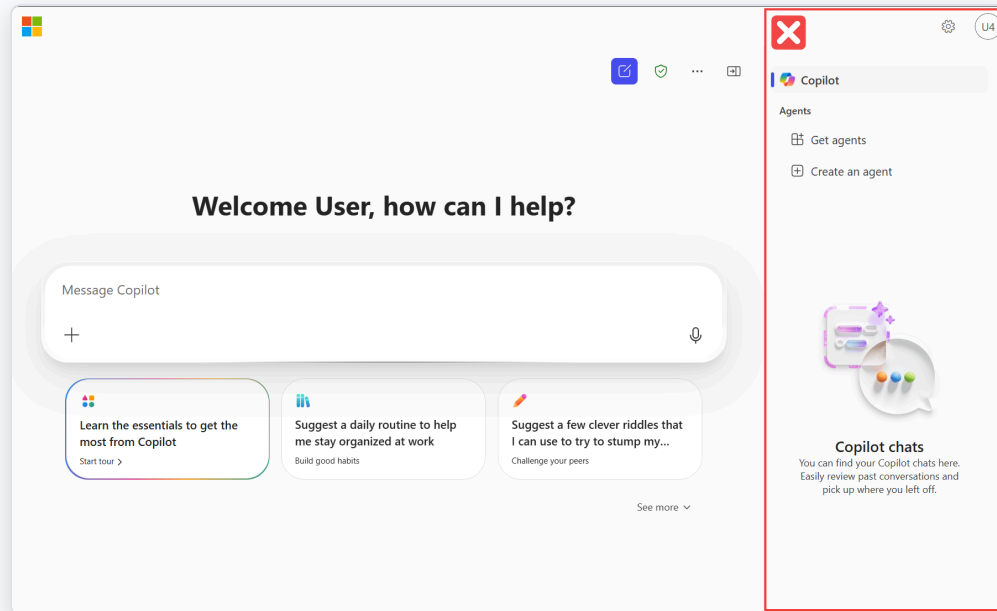 U4
Copilot
Agents
Get agents
Create an agent
Welcome User, how can I help?
Message Copilot
Learn the essentials to get the
most from Copilot
Start tour >
Suggest a daily routine to help
me stay organized at work
Build good habits
Suggest a few clever riddles that
I can use to try to stump my...
Challenge your peers
See more
Copilot chats
You can find your Copilot chats here.
Easily review past conversations and
pick up where you left off.